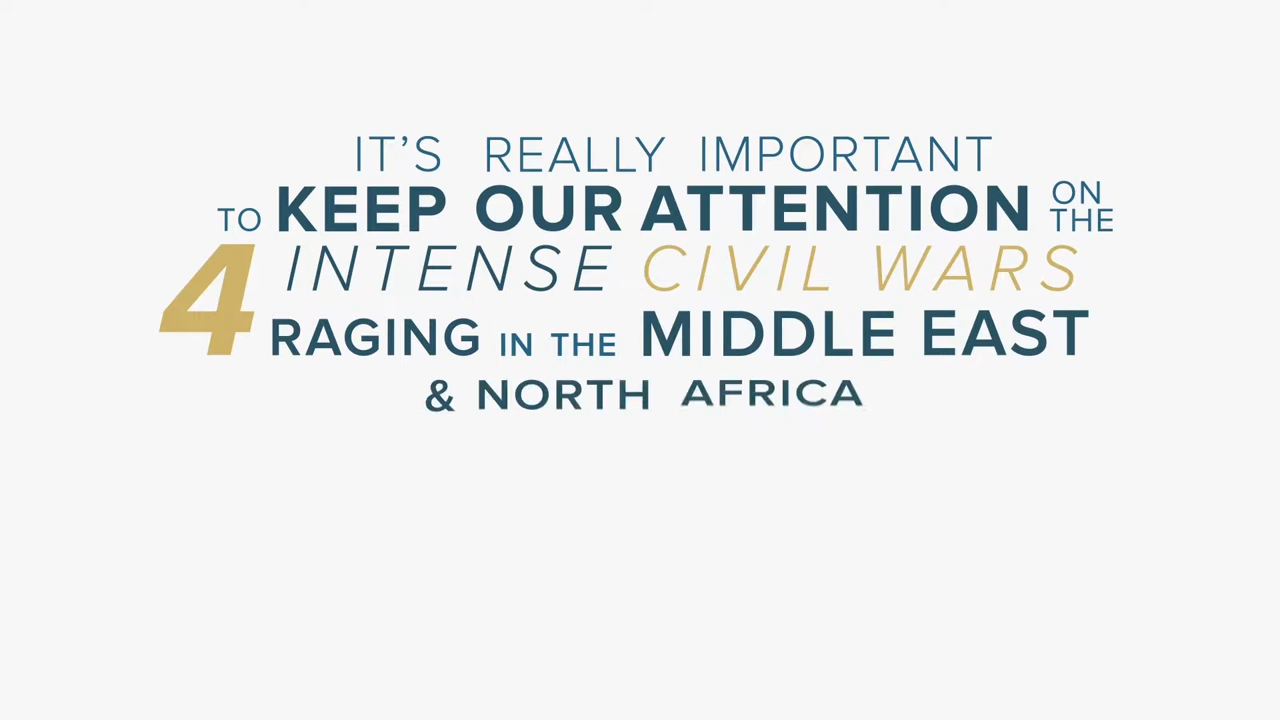 IT'S REALLY IMPORTANT
TO KEEP OUR ATTENTION ON THE
4 INTENSE CIVIL WARS
RAGING IN THE MIDDLE EAST
& NORTH AFRICA